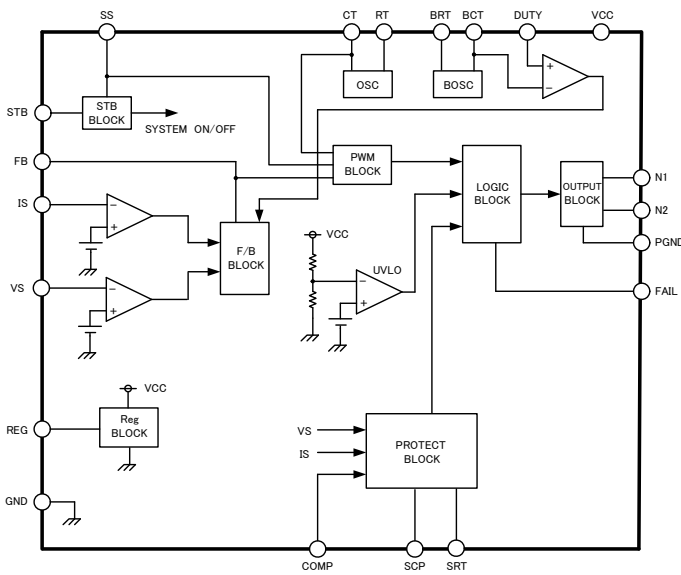 SS
CT
RT
BRT
BCT
DUTY
VCC
STB
STB
BLOCK
SYSTEM ON/OFF
OSC
BOSC
+
−
FB
PWM
BLOCK
LOGIC
BLOCK
OUTPUT
BLOCK
N1
N2
PGND
FAIL
IS
−
+
F/B
BLOCK
VCC
UVLO
−
+
VS
−
+
VCC
Reg
BLOCK
REG
VS
IS
PROTECT
BLOCK
GND
COMP
SCP
SRT